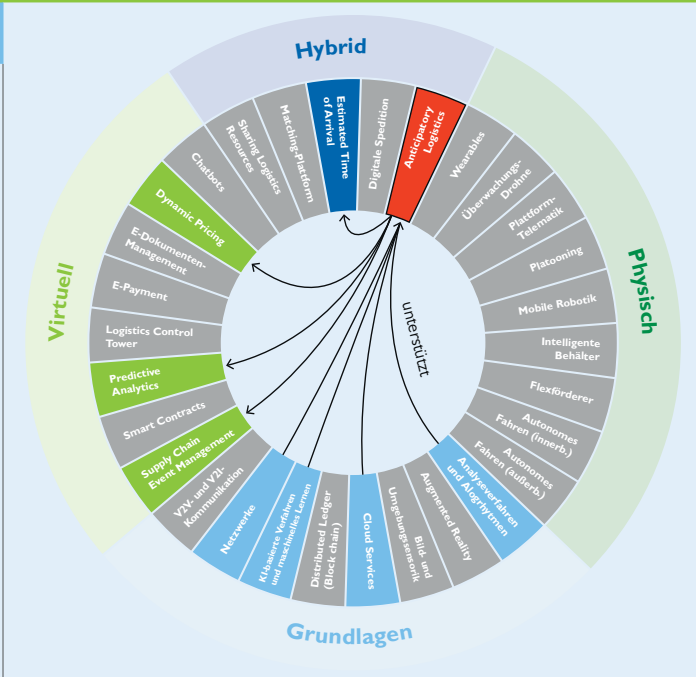 Hybrid
Physisch
Grundlagen
Virtuell
Estimated Time
of Arrival
Digitale Spedition
Anticipatory
Logistics
Wearables
Überwachungs-
Drohne
Plattform-
Telematik
Platooning
Mobile Robotik
Intelligente
Behälter
Flexförderer
Autonomes
Fahren (innerb.)
Autonomes
Fahren (außerb.)
Analyseverfahren
und Alogrhytmen
Augmented Reality
Bild- und
Umgebungssensorik
Cloud Services
Distributed Ledger
(Block chain)
KI-basierte Verfahren
und maschinelles Lernen
Netzwerke
V2V- und V2I-
Kommunikation
Supply Chain
Event Management
Smart Contracts
Predictive
Analytics
Logistics Control
Tower
E-Payment
E-Dokumenten-
Management
Dynamic Pricing
Chatbots
Sharing Logistics
Resources
Matching-Plattform
unterstützt